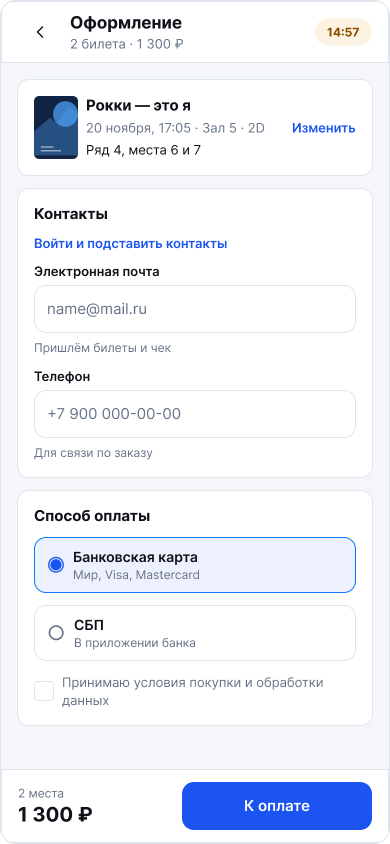 Оформление
2 билета · 1 300 ₽
14:57
Рокки — это я
20 ноября, 17:05 · Зал 5 · 2D
Изменить
Ряд 4, места 6 и 7
Контакты
Войти и подставить контакты
Электронная почта
name@mail.ru
Пришлём билеты и чек
Телефон
+7 900 000-00-00
Для связи по заказу
Способ оплаты
Банковская карта
Мир, Visa, Mastercard
СБП
В приложении банка
Принимаю условия покупки и обработки
данных
2 места
1 300 ₽
К оплате